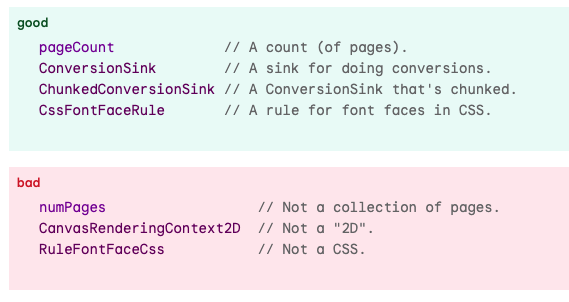 good
pageCount             // A count (of pages).
ConversionSink        // A sink for doing conversions.
ChunkedConversionSink // A ConversionSink that's chunked.
CssFontFaceRule       // A rule for font faces in CSS.
bad
numPages                  // Not a collection of pages.
CanvasRenderingContext2D  // Not a "2D".
RuleFontFaceCss           // Not a CSS.